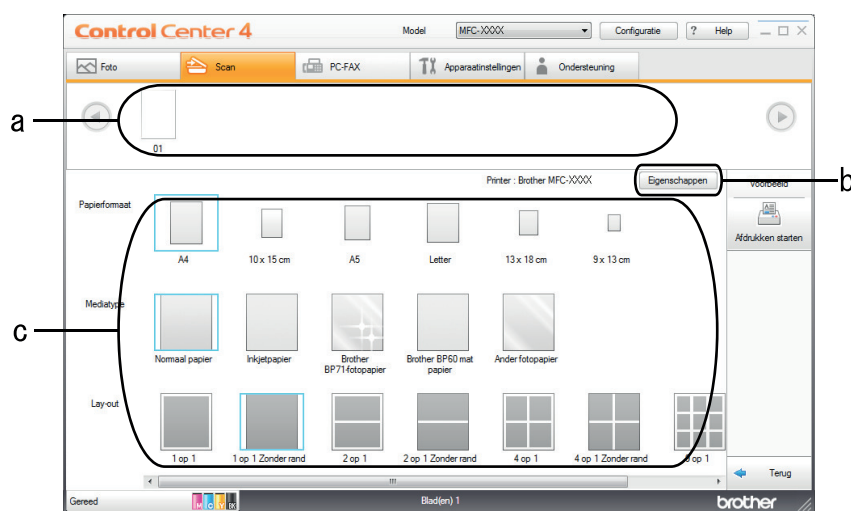 Control Center 4 Model MFC-XXXX Configuratie ? Help
Foto Scan PC-FAX Apparaatinstellingen Ondersteuning
a
01
Printer : Brother MFC-XXXX Eigenschappen b
Voorbeeld
Papierformaat
Afdrukken starten
A4 10 x 15 cm A5 Letter 13 x 18 cm 9 x 13 cm
Mediatype
c
Normaal papier Inkjetpapier Brother BP71-fotopapier Brother BP60 mat papier Ander fotopapier
Lay-out
1 op 1 1 op 1 Zonder rand 2 op 1 2 op 1 Zonder rand 4 op 1 4 op 1 Zonder rand 9 op 1
Terug
Gereed M C Y BK Blad(en) 1 brother